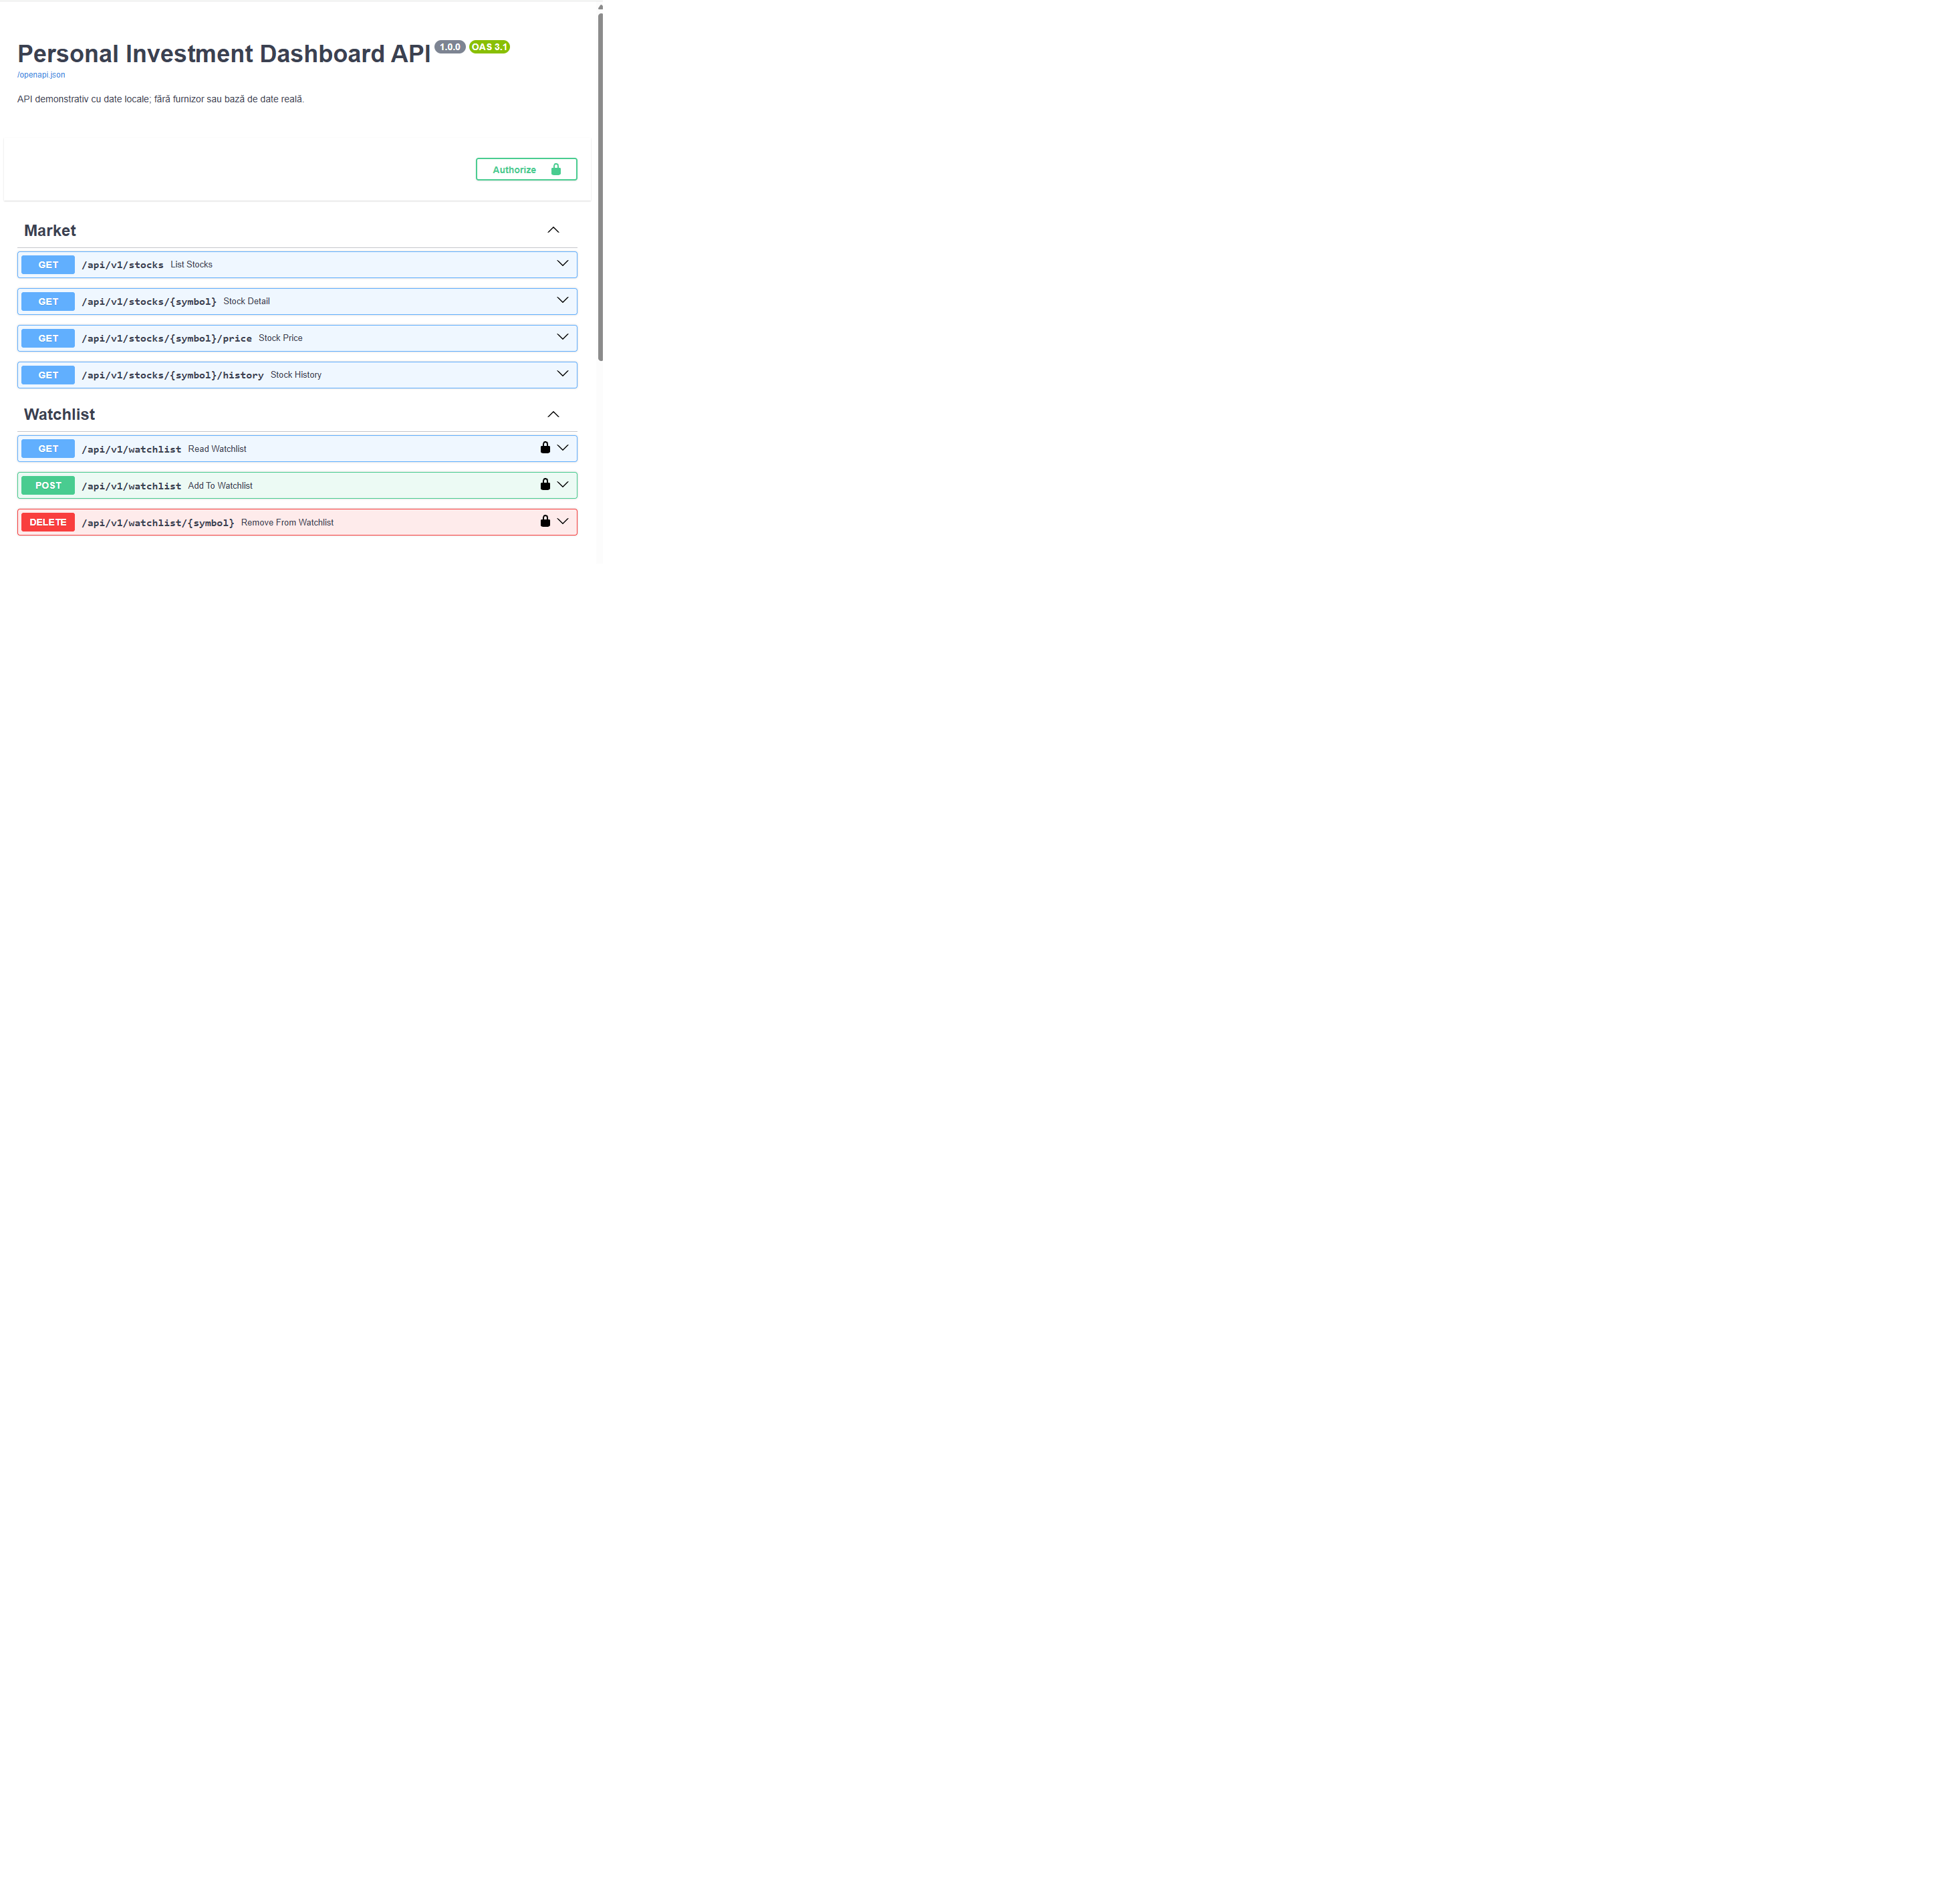 Personal Investment Dashboard API 1.0.0 OAS 3.1
/openapi.json
API demonstrativ cu date locale; fără furnizor sau bază de date reală.
Authorize
Market
GET /api/v1/stocks List Stocks
GET /api/v1/stocks/{symbol} Stock Detail
GET /api/v1/stocks/{symbol}/price Stock Price
GET /api/v1/stocks/{symbol}/history Stock History
Watchlist
GET /api/v1/watchlist Read Watchlist
POST /api/v1/watchlist Add To Watchlist
DELETE /api/v1/watchlist/{symbol} Remove From Watchlist